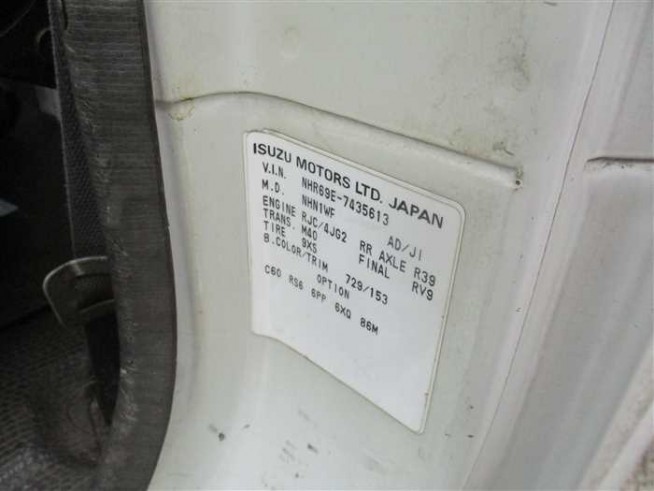 ISUZU MOTORS LTD. JAPAN
V.I.N. NHR69E-7435613
M.D. NHN1WF AD/JI
ENGINE RJC/4JG2 RR AXLE R39
TRANS. M40 FINAL RV9
TIRE 9XS
B.COLOR/TRIM 729/153
OPTION
C60 RS6 6PP 6XQ 86M